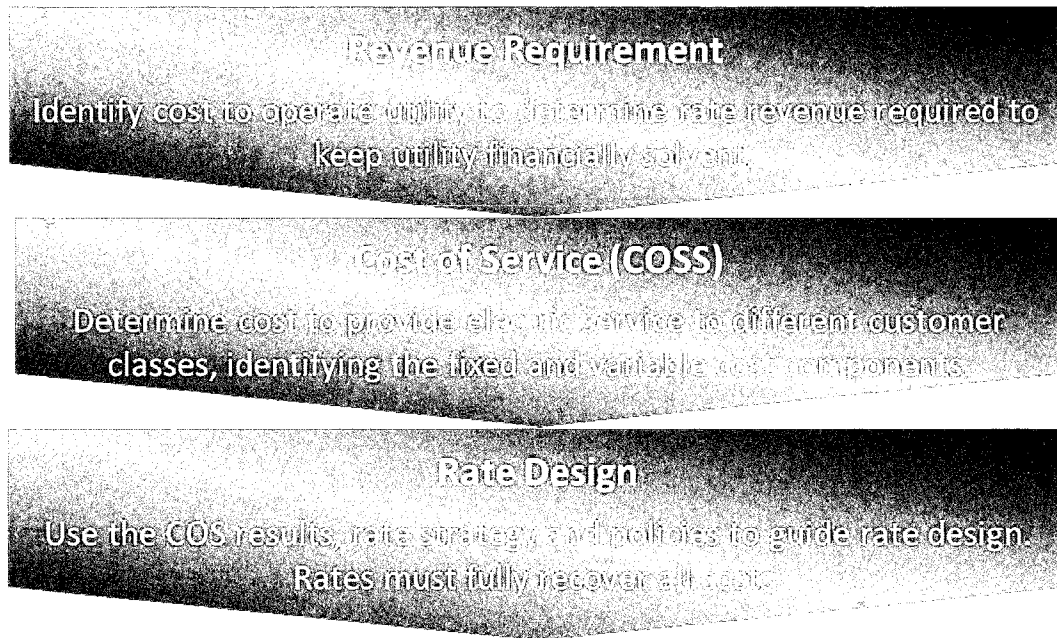 Revenue Requirement
Identify cost to operate utility to determine rate revenue required to
keep utility financially solvent.
Cost of Service (COSS)
Determine cost to provide electric service to different customer
classes, identifying the fixed and variable cost components.
Rate Design
Use the COS results, rate strategy, and policies to guide rate design.
Rates must fully recover all cost.